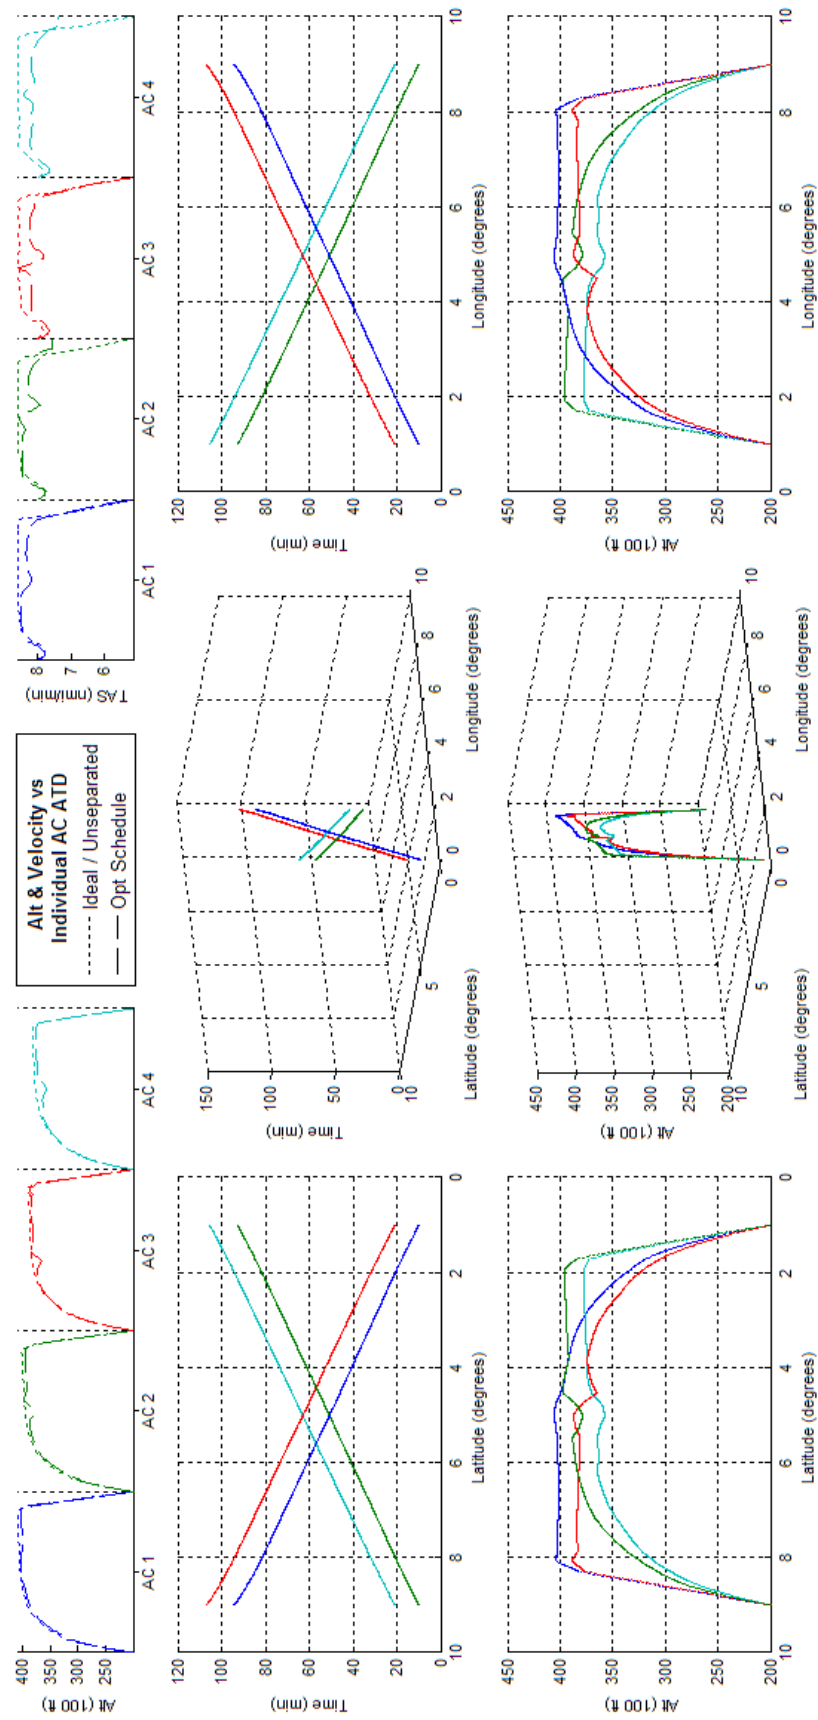 Alt (100 ft)
400
350
300
250
AC 1
AC 2
AC 3
AC 4
Alt & Velocity vs
Individual AC ATD
Ideal / Unseparated
Opt Schedule
TAS (nmi/min)
8
7
6
AC 1
AC 2
AC 3
AC 4
Time (min)
120
100
80
60
40
20
10
8
6
4
2
0
Latitude (degrees)
Time (min)
150
100
50
0
10
5
0
Latitude (degrees)
0
2
4
6
8
10
Longitude (degrees)
Time (min)
120
100
80
60
40
20
0
2
4
6
8
10
Longitude (degrees)
Alt (100 ft)
450
400
350
300
250
200
10
8
6
4
2
0
Latitude (degrees)
Alt (100 ft)
450
400
350
300
250
200
10
5
0
Latitude (degrees)
0
2
4
6
8
10
Longitude (degrees)
Alt (100 ft)
450
400
350
300
250
200
0
2
4
6
8
10
Longitude (degrees)